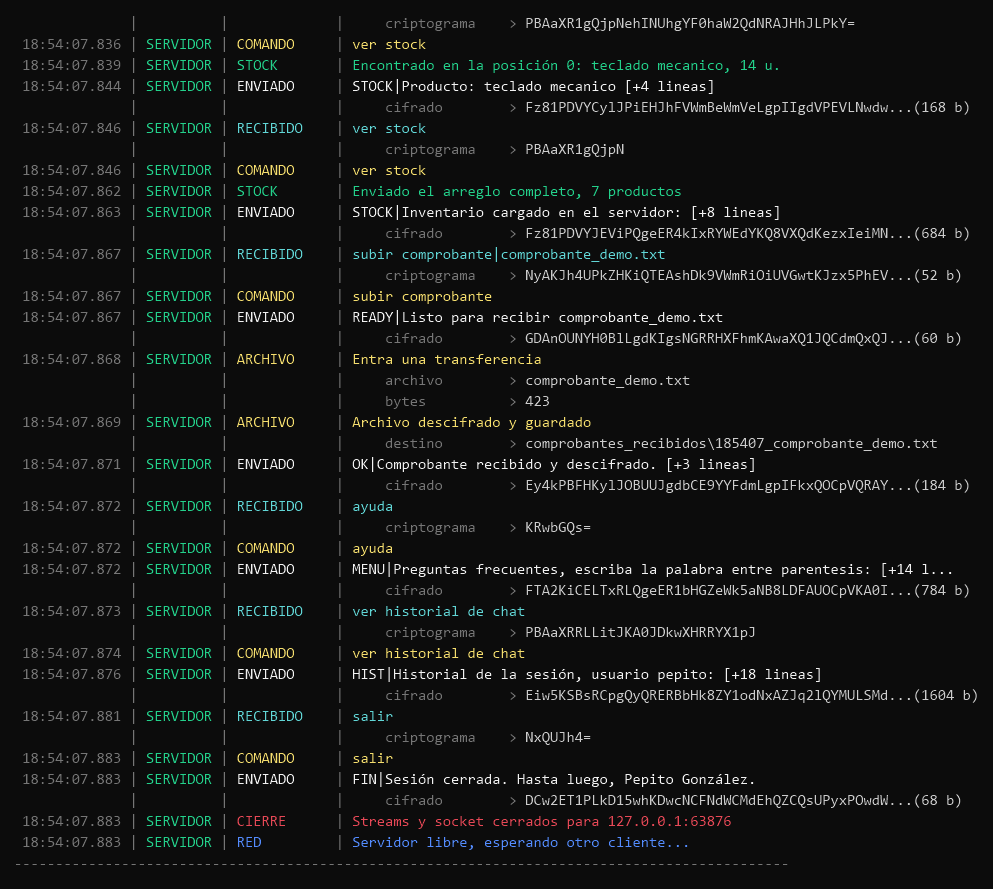 | | | criptograma > PBAaXR1gQjpNehINUhgYF0haW2QdNRAJHhJLPkY=
18:54:07.836 | SERVIDOR | COMANDO | ver stock
18:54:07.839 | SERVIDOR | STOCK | Encontrado en la posición 0: teclado mecanico, 14 u.
18:54:07.844 | SERVIDOR | ENVIADO | STOCK|Producto: teclado mecanico [+4 lineas]
| | | cifrado > Fz81PDVYCylJPiEHJhFVWmBeWmVeLgpIIgdVPEVLNwdw...(168 b)
18:54:07.846 | SERVIDOR | RECIBIDO | ver stock
| | | criptograma > PBAaXR1gQjpN
18:54:07.846 | SERVIDOR | COMANDO | ver stock
18:54:07.862 | SERVIDOR | STOCK | Enviado el arreglo completo, 7 productos
18:54:07.863 | SERVIDOR | ENVIADO | STOCK|Inventario cargado en el servidor: [+8 lineas]
| | | cifrado > Fz81PDVYJEViPQgeER4kIxRYWEdYKQ8VXQdKezxIeiMN...(684 b)
18:54:07.867 | SERVIDOR | RECIBIDO | subir comprobante|comprobante_demo.txt
| | | criptograma > NyAKJh4UPkZHKiQTEAshDk9VWmRiOiUVGwtKJzx5PhEV...(52 b)
18:54:07.867 | SERVIDOR | COMANDO | subir comprobante
18:54:07.867 | SERVIDOR | ENVIADO | READY|Listo para recibir comprobante_demo.txt
| | | cifrado > GDAnOUNYH0BlLgdKIgsNGRRHXFhmKAwaXQ1JQCdmQxQJ...(60 b)
18:54:07.868 | SERVIDOR | ARCHIVO | Entra una transferencia
| | | archivo > comprobante_demo.txt
| | | bytes > 423
18:54:07.869 | SERVIDOR | ARCHIVO | Archivo descifrado y guardado
| | | destino > comprobantes_recibidos\185407_comprobante_demo.txt
18:54:07.871 | SERVIDOR | ENVIADO | OK|Comprobante recibido y descifrado. [+3 lineas]
| | | cifrado > Ey4kPBFHKylJOBUUJgdbCE9YYFdmLgpIFkxQOCpVQRAY...(184 b)
18:54:07.872 | SERVIDOR | RECIBIDO | ayuda
| | | criptograma > KRwbGQs=
18:54:07.872 | SERVIDOR | COMANDO | ayuda
18:54:07.872 | SERVIDOR | ENVIADO | MENU|Preguntas frecuentes, escriba la palabra entre parentesis: [+14 l...
| | | cifrado > FTA2KiCELTxRLQgeER1bHGZeWk5aNB8LDFAUOCpVKA0I...(784 b)
18:54:07.873 | SERVIDOR | RECIBIDO | ver historial de chat
| | | criptograma > PBAaXRRLLitJKA0JDkwXHRRYX1pJ
18:54:07.874 | SERVIDOR | COMANDO | ver historial de chat
18:54:07.876 | SERVIDOR | ENVIADO | HIST|Historial de la sesión, usuario pepito: [+18 lineas]
| | | cifrado > Eiw5KSBsRCpgQyQRERBbHk8ZY1odNxAZJq2lQYMULSMd...(1604 b)
18:54:07.881 | SERVIDOR | RECIBIDO | salir
| | | criptograma > NxQUJh4=
18:54:07.883 | SERVIDOR | COMANDO | salir
18:54:07.883 | SERVIDOR | ENVIADO | FIN|Sesión cerrada. Hasta luego, Pepito González.
| | | cifrado > DCw2ET1PLkD15whKDwcNCFNdWCMdEhQZCQsUPyxPOwdW...(68 b)
18:54:07.883 | SERVIDOR | CIERRE | Streams y socket cerrados para 127.0.0.1:63876
18:54:07.883 | SERVIDOR | RED | Servidor libre, esperando otro cliente...
----------------------------------------------------------------------------------------------